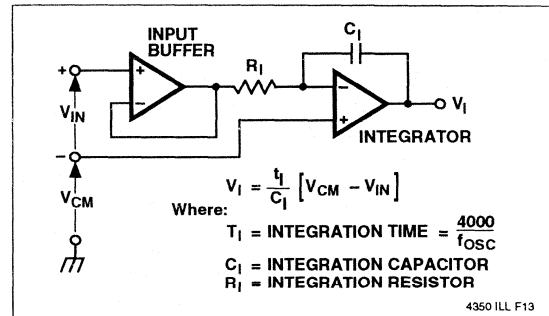 INPUT
BUFFER
C_I
R_I
+
+
−
−
V_IN
−
+
V_I
INTEGRATOR
V_CM
V_I = t_I / C_I [V_CM − V_IN]
Where:
T_I = INTEGRATION TIME = 4000 / f_OSC
C_I = INTEGRATION CAPACITOR
R_I = INTEGRATION RESISTOR
4350 ILL F13